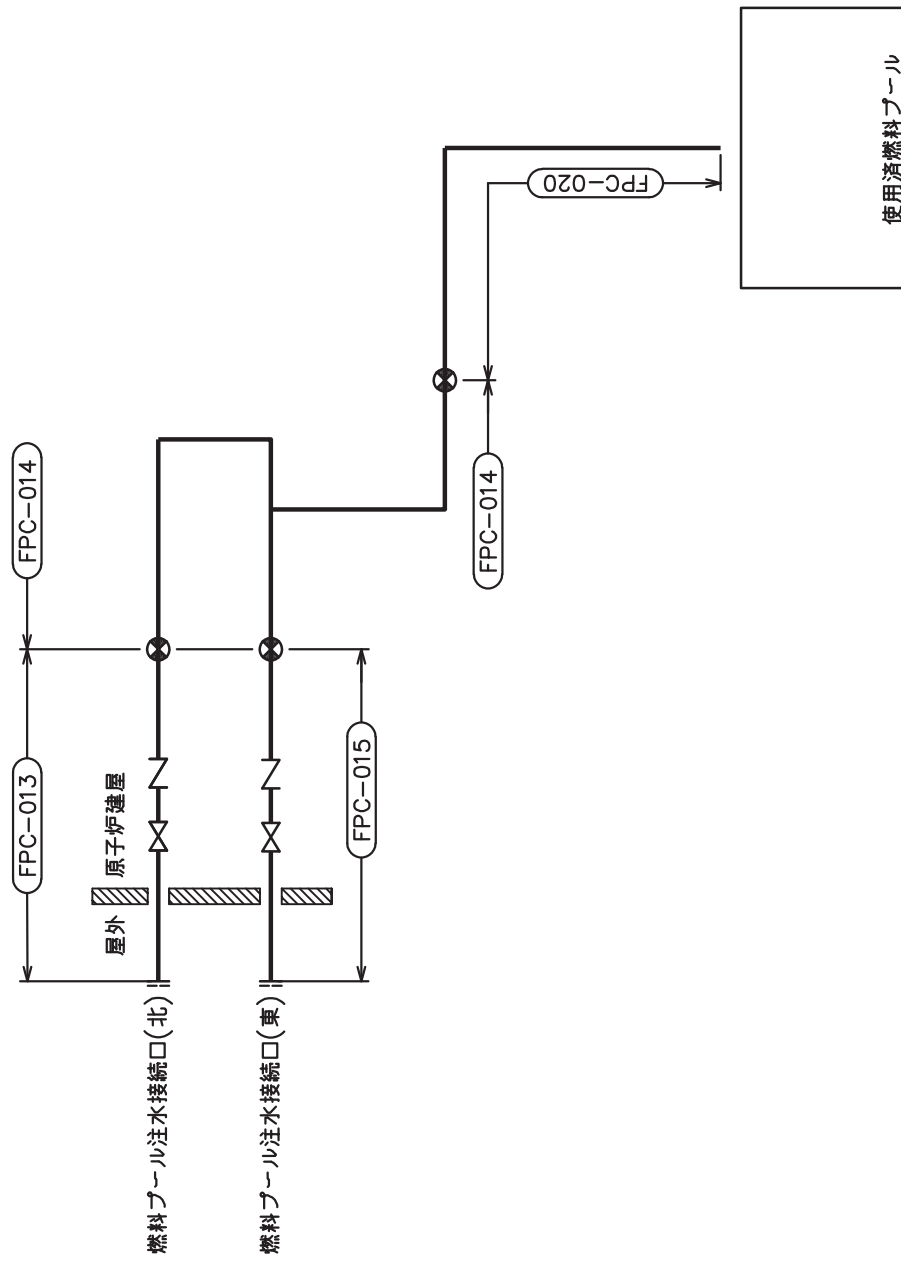 FPC-013
FPC-014
屋外
原子炉建屋
燃料プール注水接続口(北)
燃料プール注水接続口(東)
FPC-015
FPC-014
FPC-020
使用済燃料プール